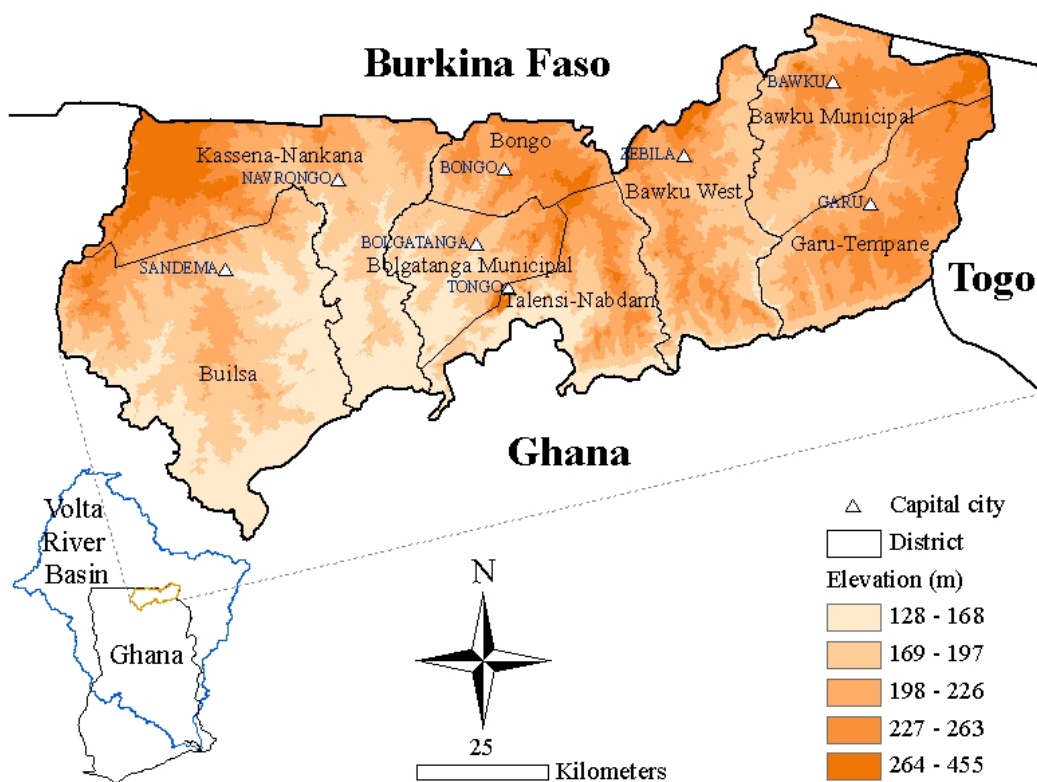 Burkina Faso
BAWKU
Bawku Municipal
Bongo
Kassena-Nankana
ZEBILA
BONGO
NAVRONGO
Bawku West
GARU
BOLGATANGA
Garu-Tempane
Bolgatanga Municipal
SANDEMA
TONGO
Talensi-Nabdam
Togo
Builsa
Ghana
Volta
River
Basin
Ghana
N
25
Kilometers
Capital city
District
Elevation (m)
128 - 168
169 - 197
198 - 226
227 - 263
264 - 455